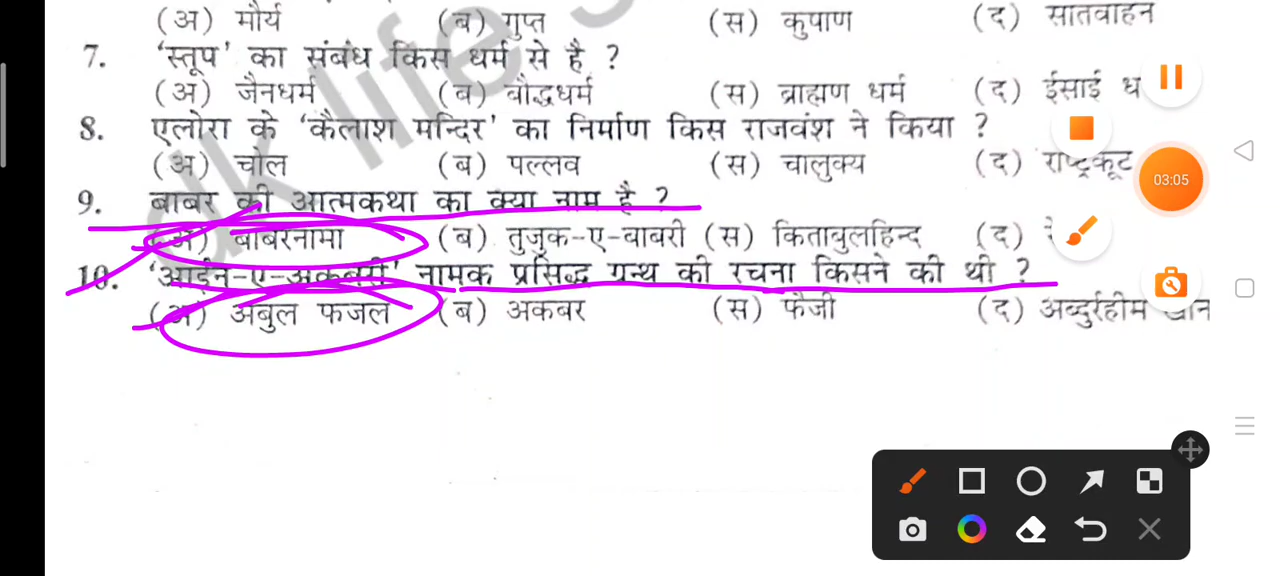 (अ) मौर्य (ब) गुप्त (स) कुषाण (द) सातवाहन
7. 'स्तूप' का संबंध किस धर्म से है ?
(अ) जैनधर्म (ब) बौद्धधर्म (स) ब्राह्मण धर्म (द) ईसाई ध
8. एलोरा के 'कैलाश मन्दिर' का निर्माण किस राजवंश ने किया ?
(अ) चोल (ब) पल्लव (स) चालुक्य (द) राष्ट्रकूट
03:05
9. बाबर की आत्मकथा का क्या नाम है ?
(अ) बाबरनामा (ब) तुजुक-ए-बाबरी (स) किताबुलहिन्द (द)
10. 'आईन-ए-अकबरी' नामक प्रसिद्ध ग्रन्थ की रचना किसने की थी ?
(अ) अबुल फजल (ब) अकबर (स) फैजी (द) अब्दुर्रहीम खान
dk life